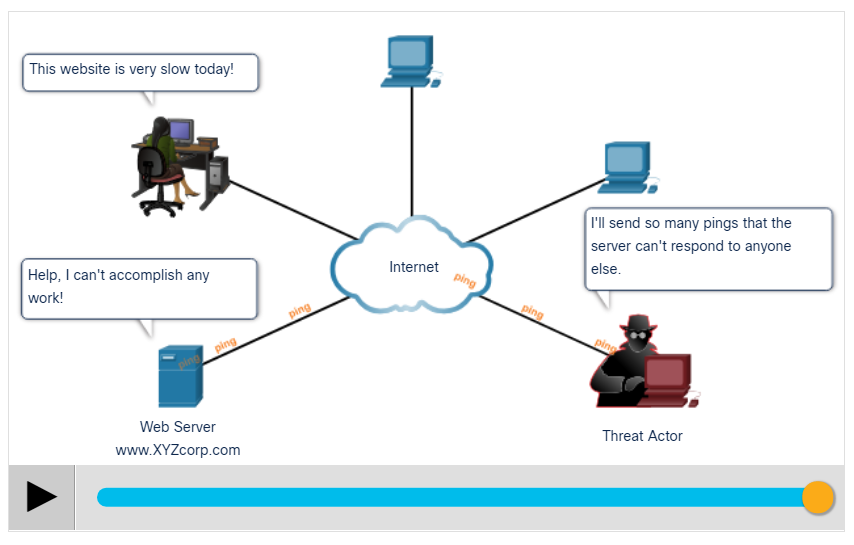 This website is very slow today!
I'll send so many pings that the
server can't respond to anyone
else.
Internet
ping
Help, I can't accomplish any
work!
ping
ping
ping
ping
ping
Web Server
www.XYZcorp.com
Threat Actor